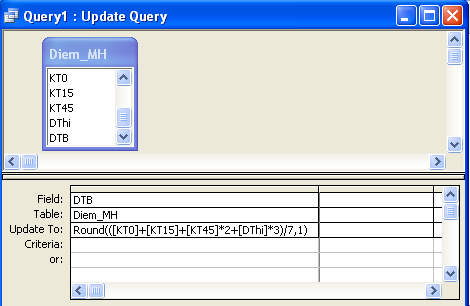 Query1 : Update Query
Diem_MH
KT0
KT15
KT45
DThi
DTB
Field: DTB
Table: Diem_MH
Update To: Round(([KT0]+[KT15]+[KT45]*2+[DThi]*3)/7,1)
Criteria:
or: